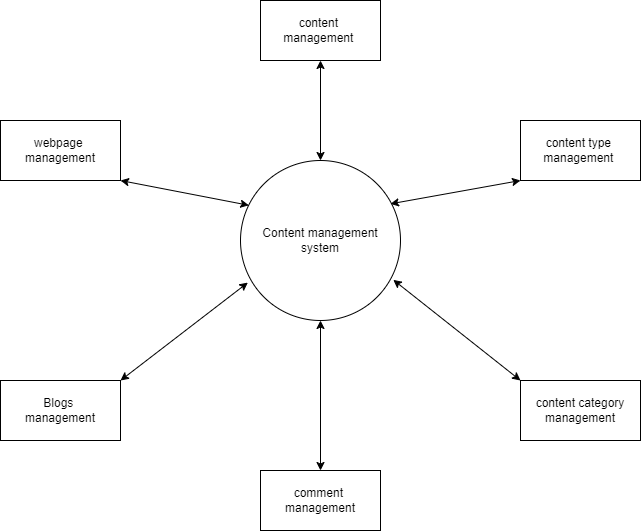 content
management
webpage
management
content type
management
Content management
system
Blogs
management
content category
management
comment
management